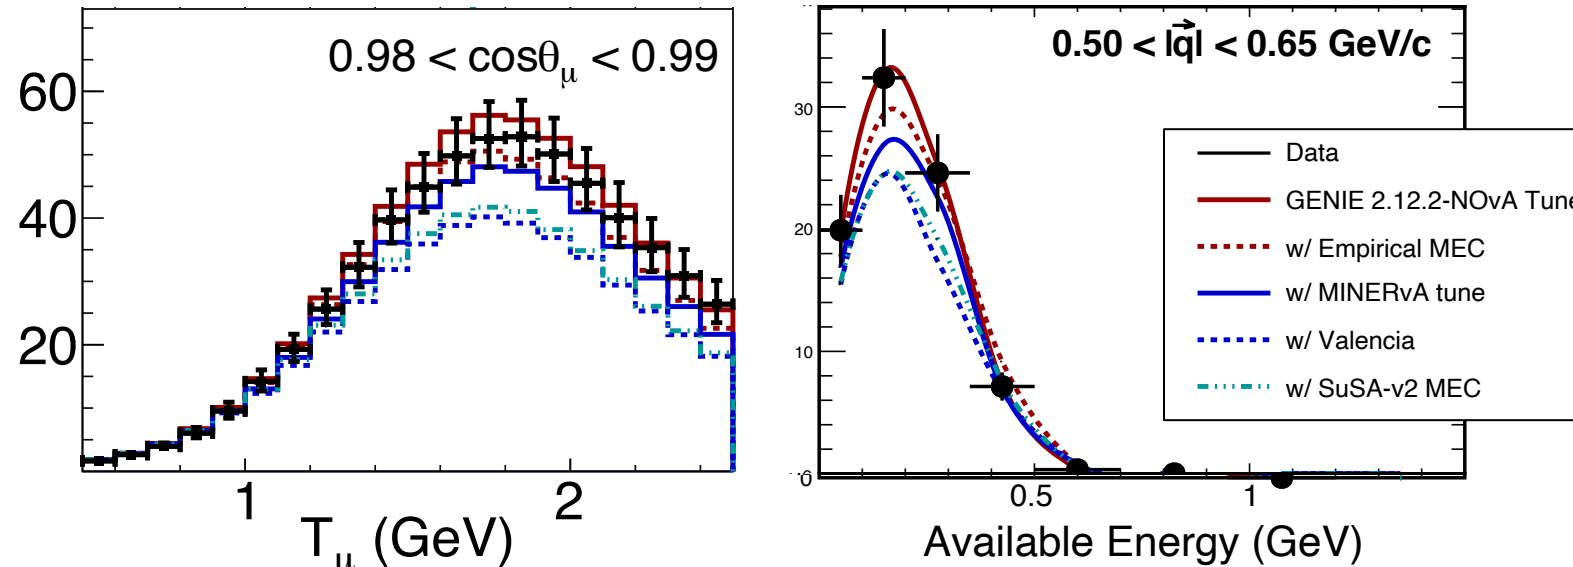 0.98 < cosθμ < 0.99
60
40
20
1
2
Tμ (GeV)
0.50 < |q⃗| < 0.65 GeV/c
30
20
10
0
0.5
1
Available Energy (GeV)
Data
GENIE 2.12.2-NOvA Tune
w/ Empirical MEC
w/ MINERvA tune
w/ Valencia
w/ SuSA-v2 MEC